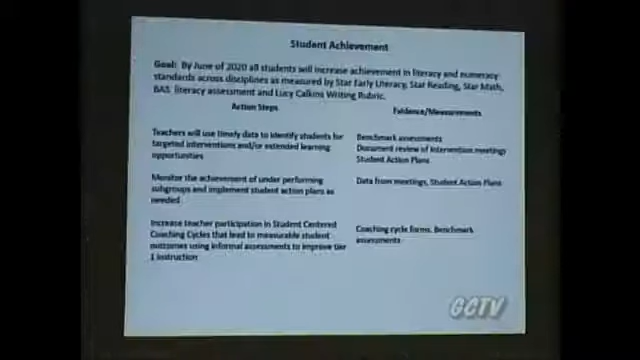 Student Achievement
Goal: By June of 2020 all students will increase achievement in literacy and numeracy
standards across disciplines as measured by Star Early Literacy, Star Reading, Star Math,
BAS literacy assessment and Lucy Calkins Writing Rubric.
Action Steps
Evidence/Measurements
Teachers will use timely data to identify students for
targeted interventions and/or extended learning
opportunities
Benchmark assessments
Document review of intervention meetings
Student Action Plans
Monitor the achievement of under performing
subgroups and implement student action plans as
needed
Data from meetings, Student Action Plans
Increase teacher participation in Student Centered
Coaching Cycles that lead to measurable student
outcomes using informal assessments to improve tier
1 instruction
Coaching cycle forms. Benchmark
assessments
GCTV